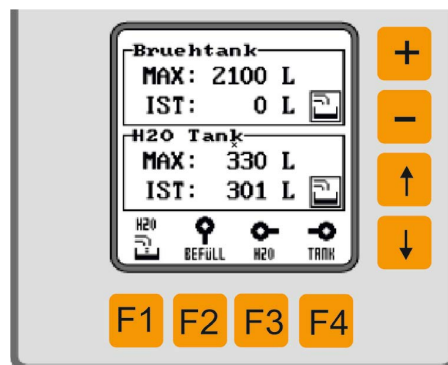 Bruehtank
MAX: 2100 L
IST: 0 L
H2O Tank
MAX: 330 L
IST: 301 L
H2O BEFÜLL H2O TANK
F1 F2 F3 F4
+
−
↑
↓